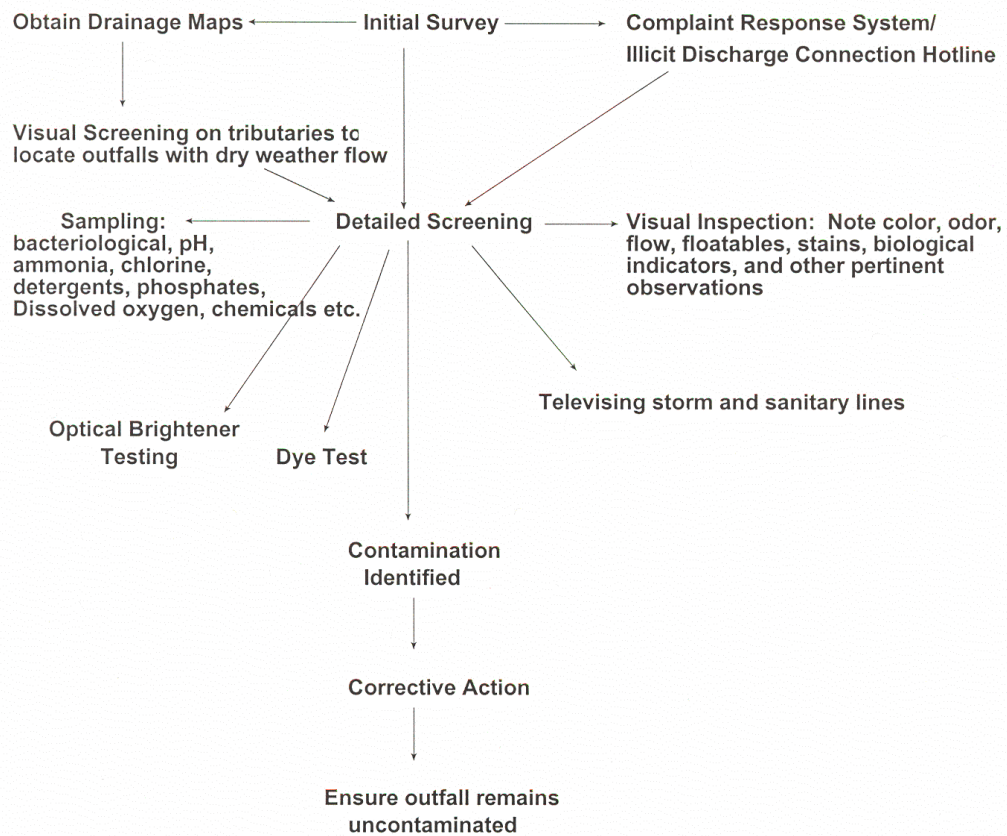 Obtain Drainage Maps
Initial Survey
Complaint Response System/
Illicit Discharge Connection Hotline
Visual Screening on tributaries to
locate outfalls with dry weather flow
Sampling:
bacteriological, pH,
ammonia, chlorine,
detergents, phosphates,
Dissolved oxygen, chemicals etc.
Detailed Screening
Visual Inspection: Note color, odor,
flow, floatables, stains, biological
indicators, and other pertinent
observations
Televising storm and sanitary lines
Optical Brightener
Testing
Dye Test
Contamination
Identified
Corrective Action
Ensure outfall remains
uncontaminated